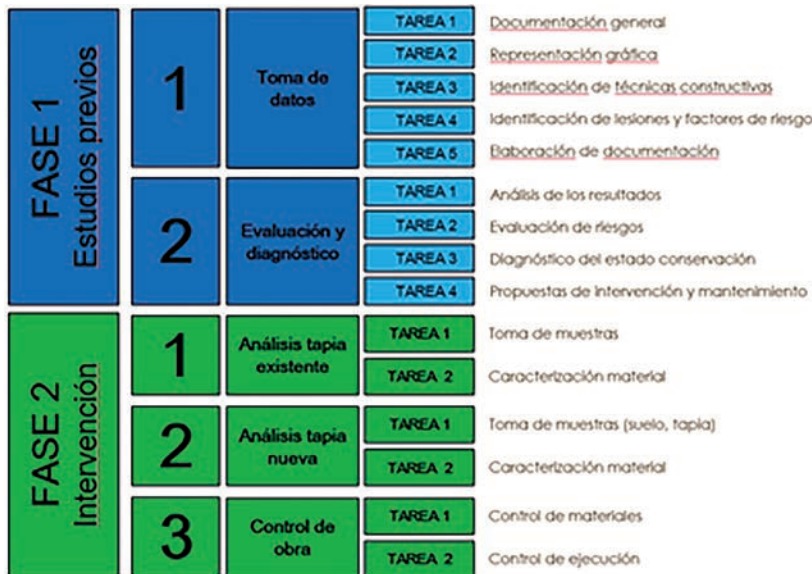 FASE 1
Estudios previos
1
Toma de
datos
TAREA 1 Documentación general
TAREA 2 Representación gráfica
TAREA 3 Identificación de técnicas constructivas
TAREA 4 Identificación de lesiones y factores de riesgo
TAREA 5 Elaboración de documentación
2
Evaluación y
diagnóstico
TAREA 1 Análisis de los resultados
TAREA 2 Evaluación de riesgos
TAREA 3 Diagnóstico del estado conservación
TAREA 4 Propuestas de intervención y mantenimiento
FASE 2
Intervención
1
Análisis tapia
existente
TAREA 1 Toma de muestras
TAREA 2 Caracterización material
2
Análisis tapia
nueva
TAREA 1 Toma de muestras (suelo, tapia)
TAREA 2 Caracterización material
3
Control de
obra
TAREA 1 Control de materiales
TAREA 2 Control de ejecución